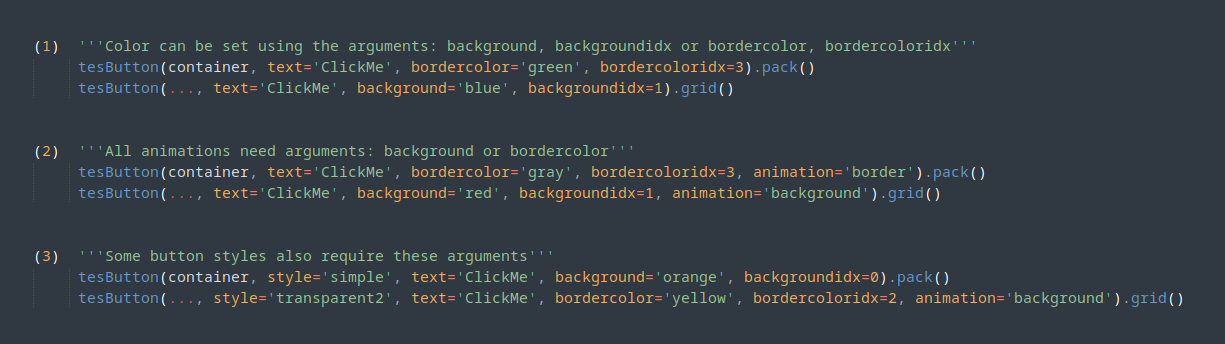 (1) '''Color can be set using the arguments: background, backgroundidx or bordercolor, bordercoloridx'''
tesButton(container, text='ClickMe', bordercolor='green', bordercoloridx=3).pack()
tesButton(..., text='ClickMe', background='blue', backgroundidx=1).grid()
(2) '''All animations need arguments: background or bordercolor'''
tesButton(container, text='ClickMe', bordercolor='gray', bordercoloridx=3, animation='border').pack()
tesButton(..., text='ClickMe', background='red', backgroundidx=1, animation='background').grid()
(3) '''Some button styles also require these arguments'''
tesButton(container, style='simple', text='ClickMe', background='orange', backgroundidx=0).pack()
tesButton(..., style='transparent2', text='ClickMe', bordercolor='yellow', bordercoloridx=2, animation='background').grid()